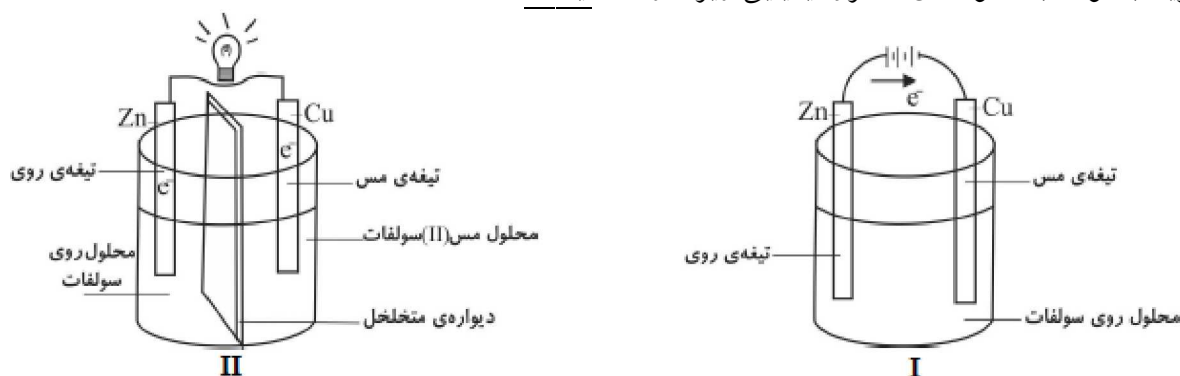 Zn
Cu
e⁻
e⁻
تیغه‌ی روی
تیغه‌ی مس
محلول مس(II)سولفات
محلول روی
سولفات
دیواره‌ی متخلخل
II
Zn
Cu
e⁻
تیغه‌ی مس
تیغه‌ی روی
محلول روی سولفات
I